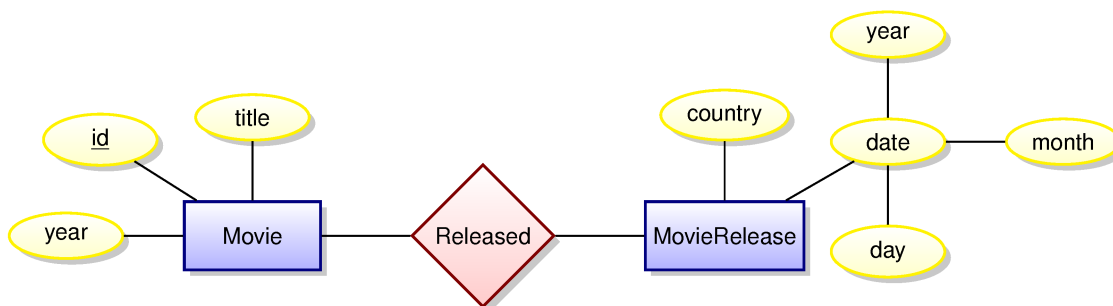 year
title
country
id
date
month
year
Movie
Released
MovieRelease
day